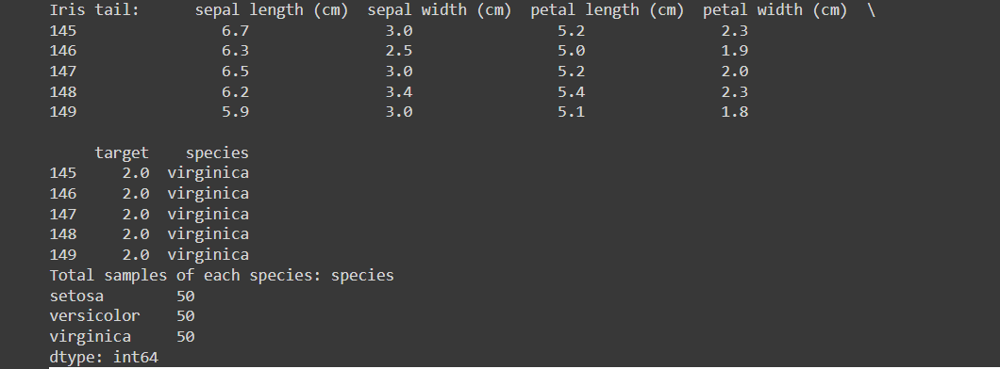 Iris tail:      sepal length (cm)  sepal width (cm)  petal length (cm)  petal width (cm)  \
145                6.7               3.0                5.2               2.3
146                6.3               2.5                5.0               1.9
147                6.5               3.0                5.2               2.0
148                6.2               3.4                5.4               2.3
149                5.9               3.0                5.1               1.8
     target    species
145     2.0  virginica
146     2.0  virginica
147     2.0  virginica
148     2.0  virginica
149     2.0  virginica
Total samples of each species: species
setosa        50
versicolor    50
virginica     50
dtype: int64